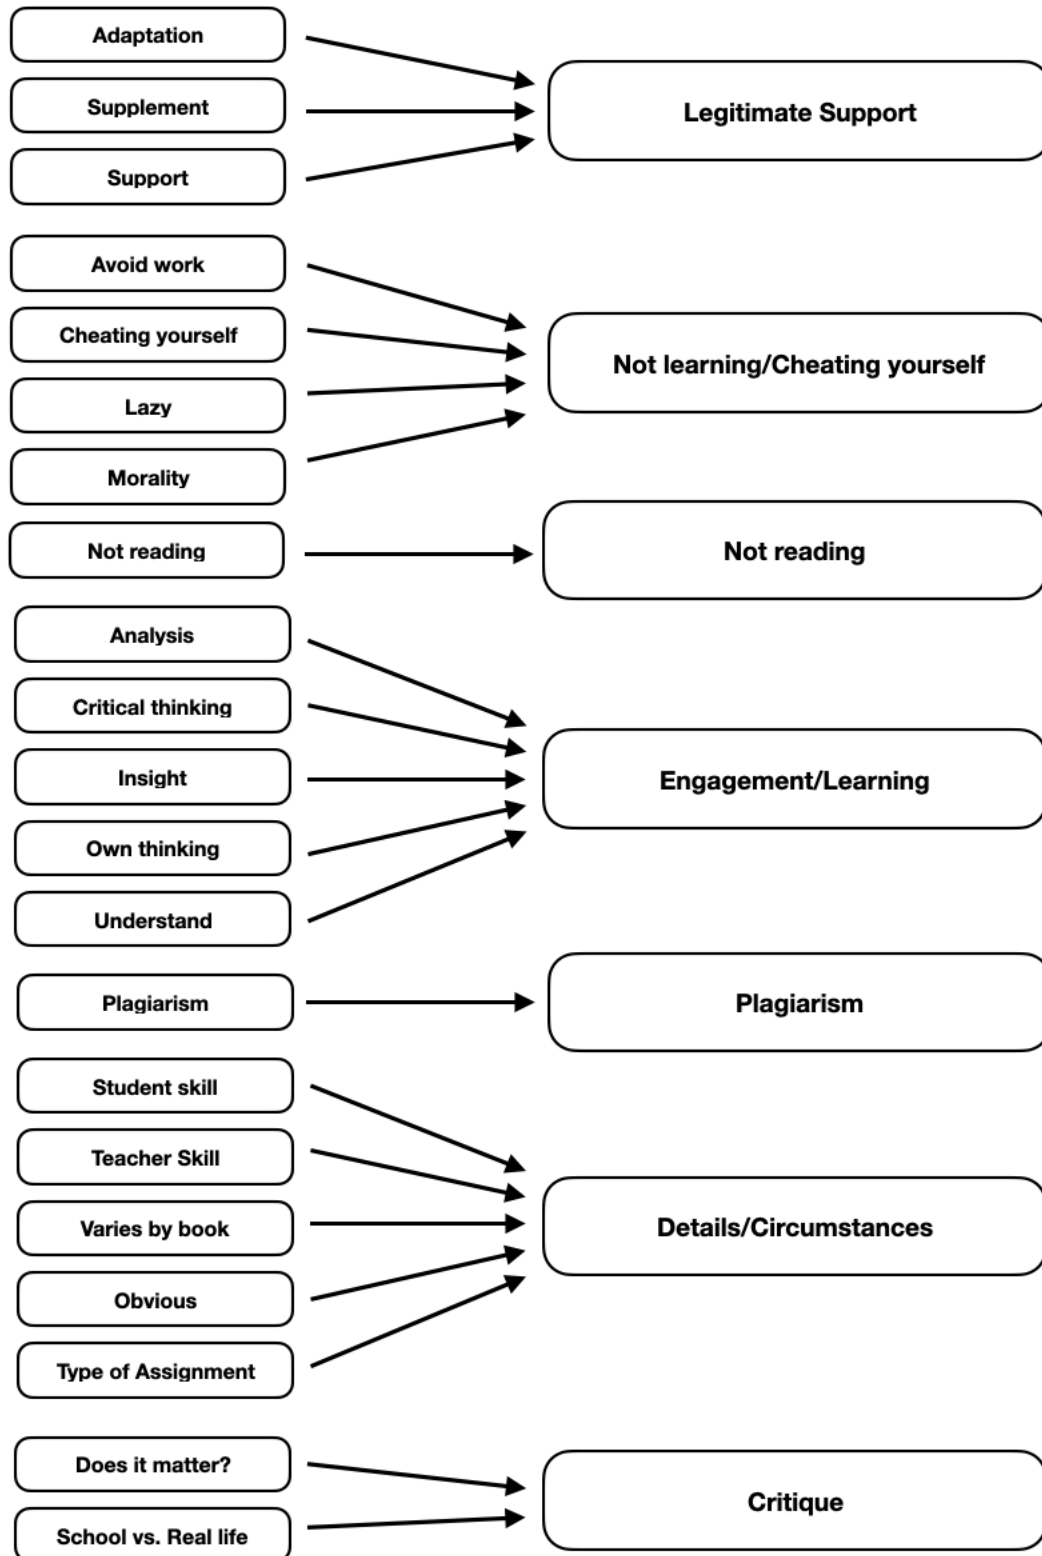 Adaptation
Supplement
Support
Legitimate Support
Avoid work
Cheating yourself
Lazy
Morality
Not learning/Cheating yourself
Not reading
Not reading
Analysis
Critical thinking
Insight
Own thinking
Understand
Engagement/Learning
Plagiarism
Plagiarism
Student skill
Teacher Skill
Varies by book
Obvious
Type of Assignment
Details/Circumstances
Does it matter?
School vs. Real life
Critique